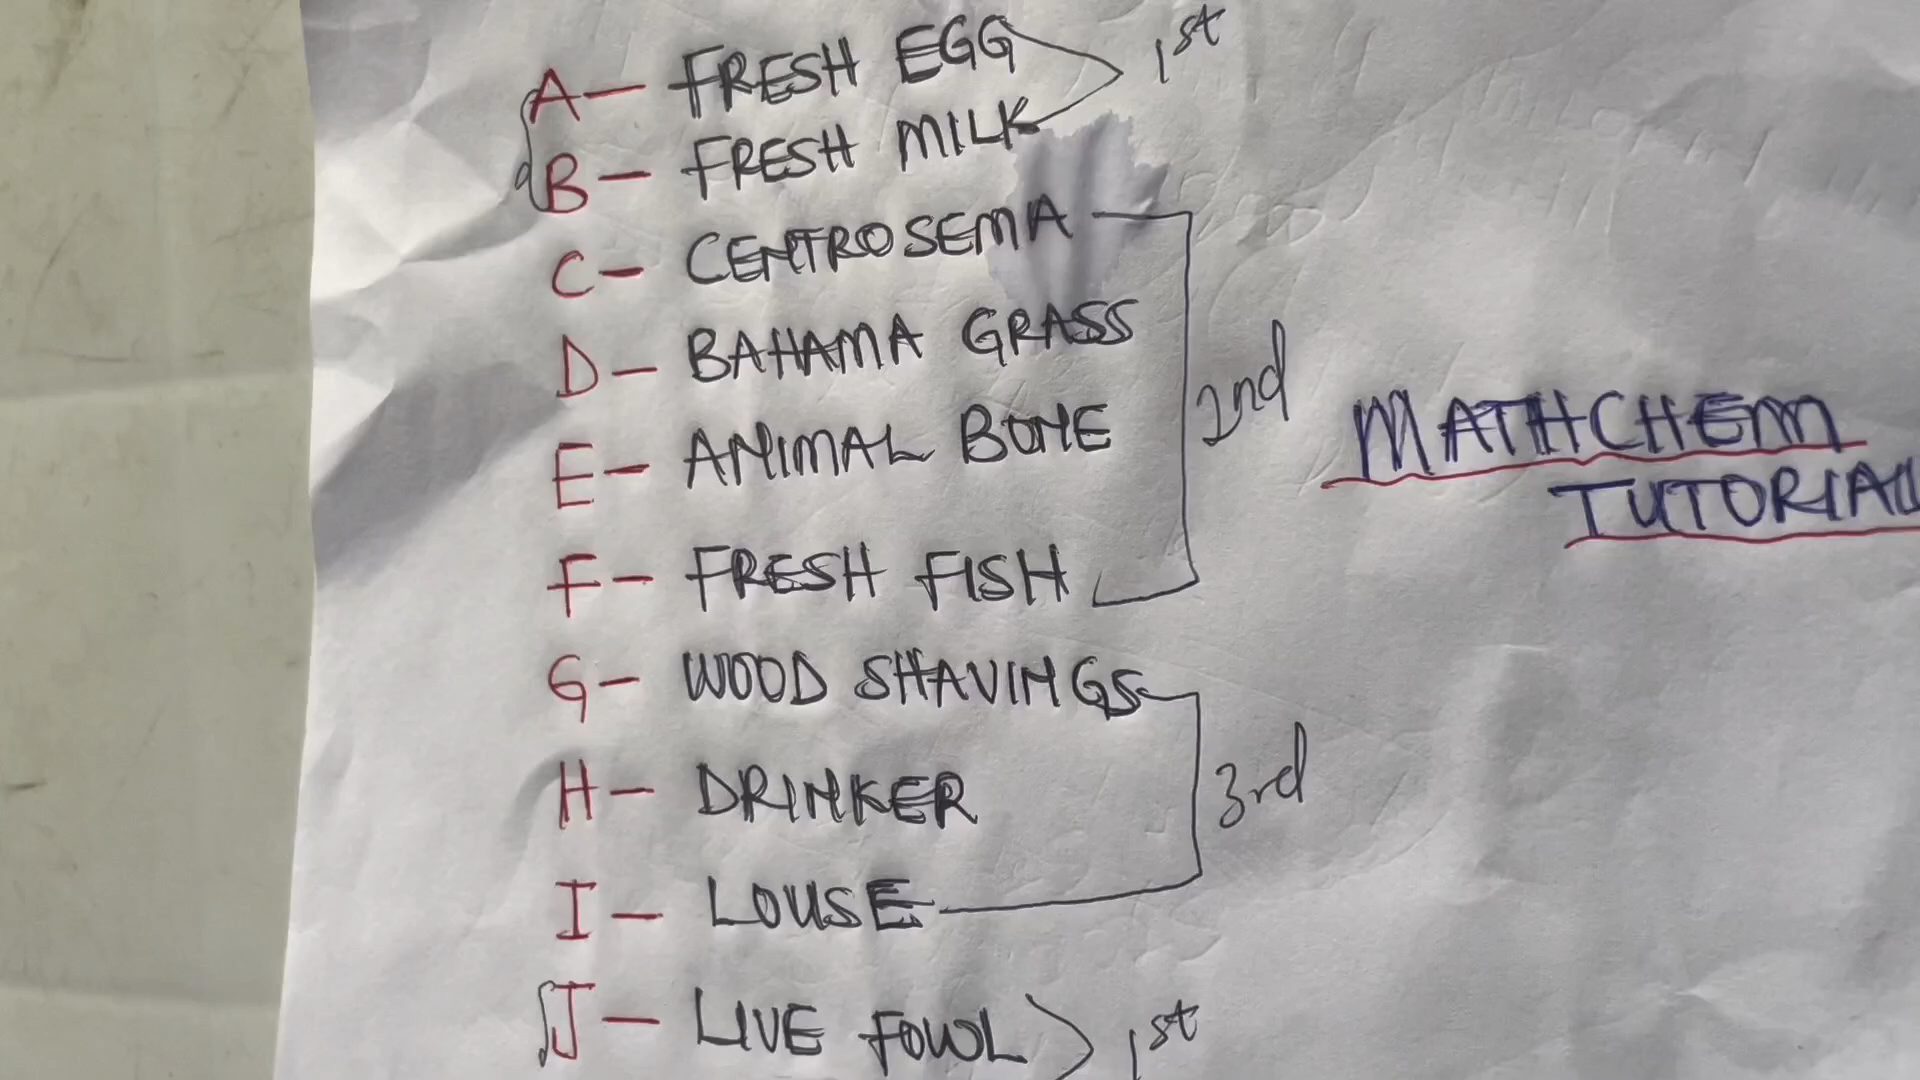 A — FRESH EGG 1st
B — FRESH MILK
C — CENTROSEMA
D — BAHAMA GRASS
E — ANIMAL BONE 2nd
F — FRESH FISH
G — WOOD SHAVINGS
H — DRINKER 3rd
I — LOUSE
J — LIVE FOWL 1st
MATHCHEM
TUTORIAL